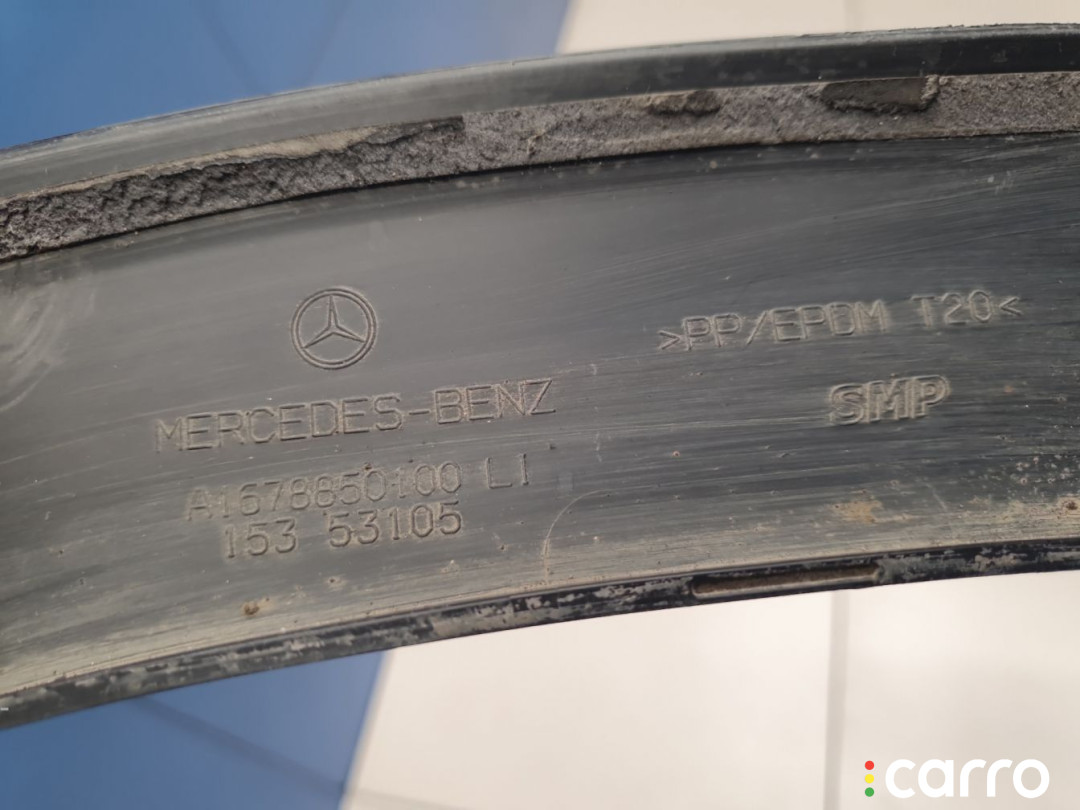 MERCEDES-BENZ
A1678850100 LI
153 53105
>PP/EPDM T20<
SMP
carro